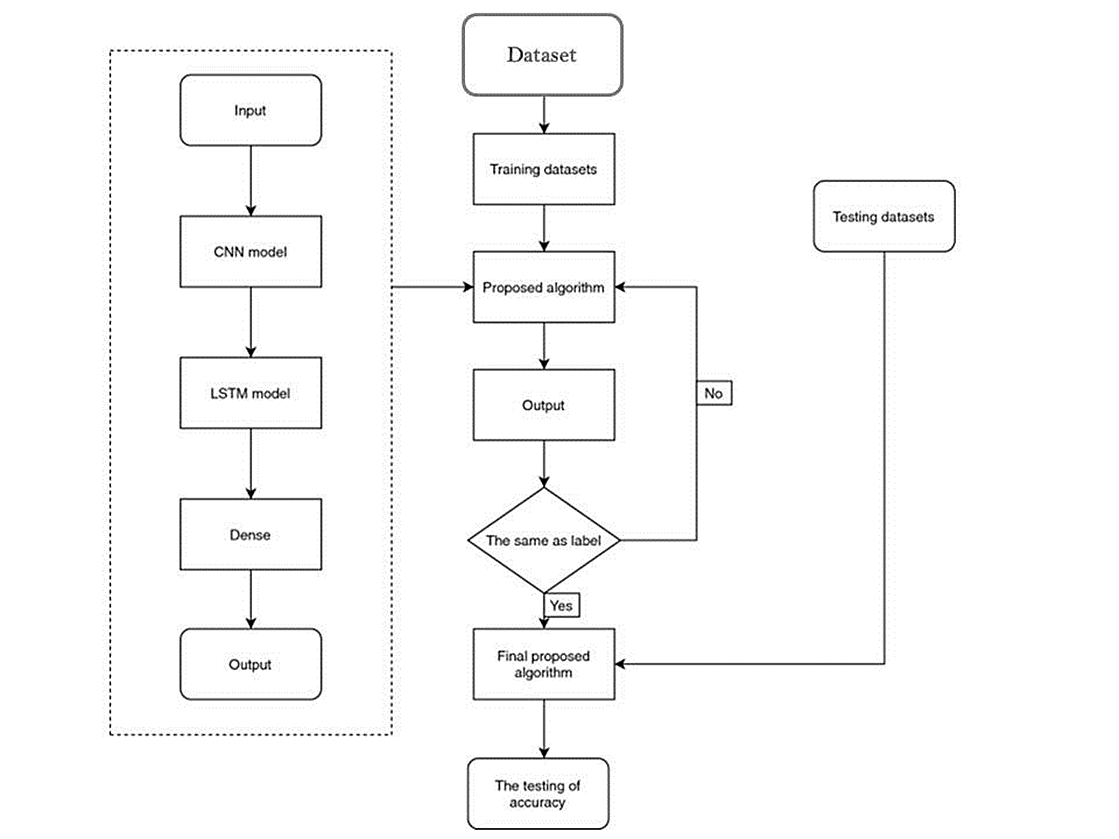 Input
CNN model
LSTM model
Dense
Output
Dataset
Training datasets
Proposed algorithm
Output
The same as label
No
Yes
Final proposed
algorithm
The testing of
accuracy
Testing datasets